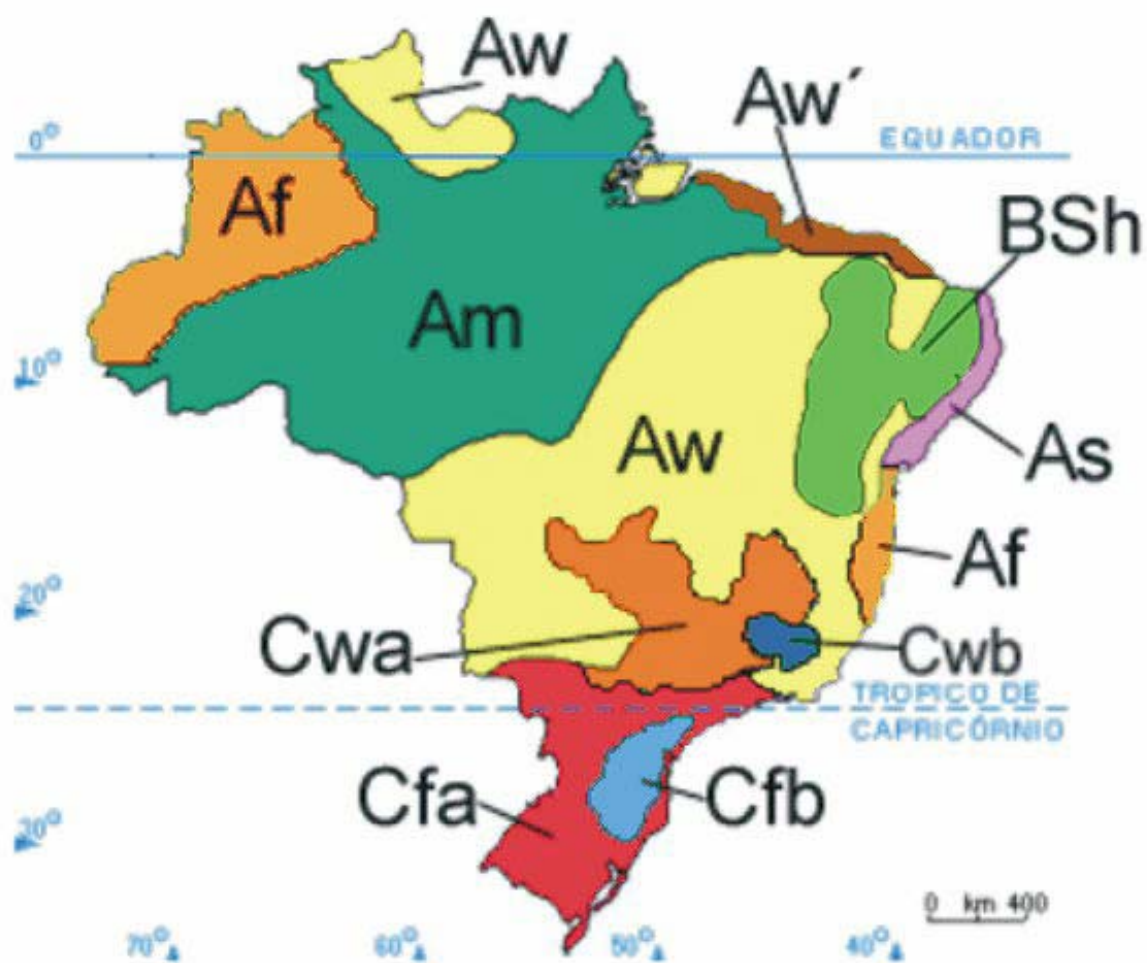 Aw
Aw´
0°
EQUADOR
Af
BSh
Am
10°
Aw
As
Af
20°
Cwa
Cwb
TROPICO DE
CAPRICÓRNIO
Cfa
Cfb
30°
0 km 400
70°
60°
50°
40°